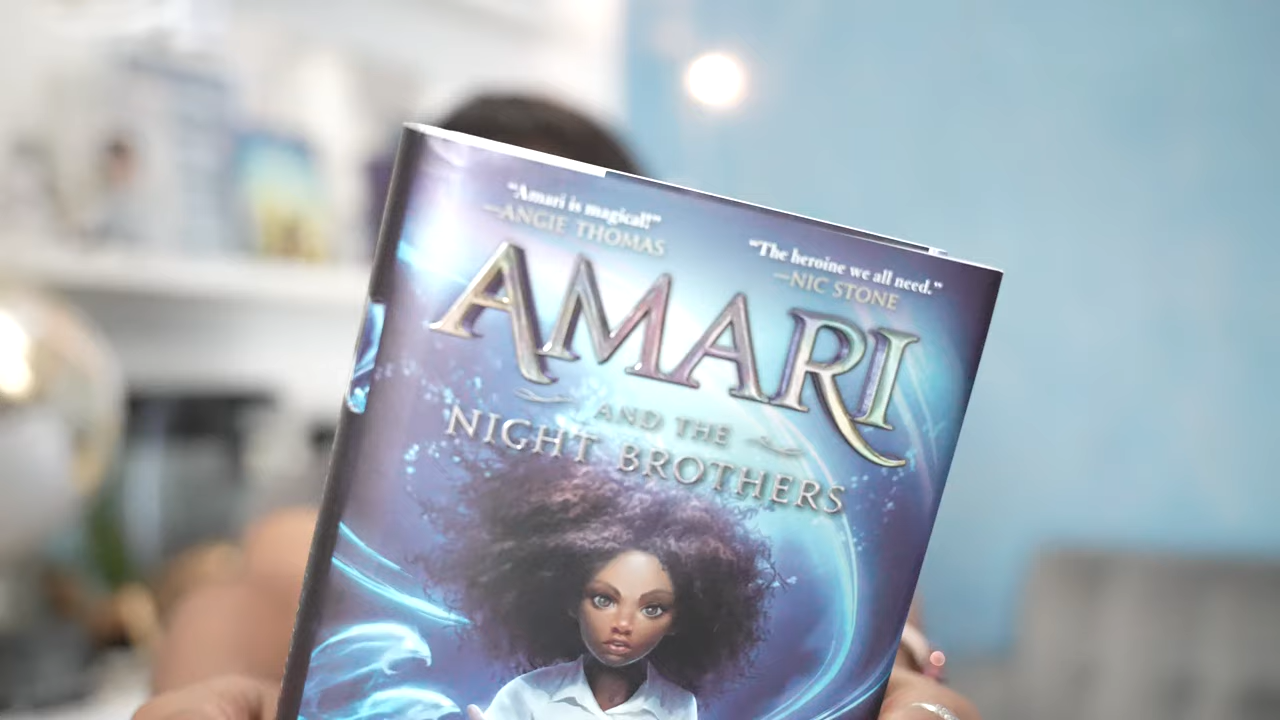 “Amari is magical!”
—ANGIE THOMAS
“The heroine we all need.”
—NIC STONE
AMARI
AND THE
NIGHT BROTHERS